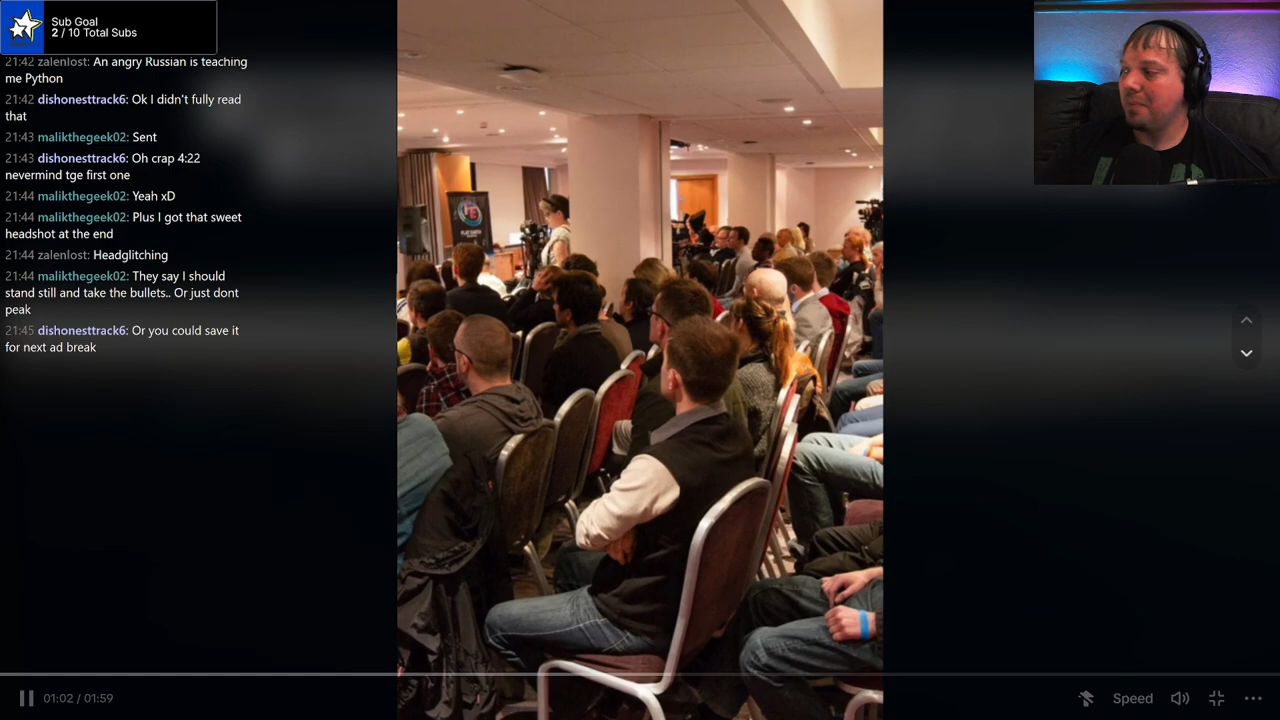 Sub Goal
2 / 10 Total Subs
21:42 zalenlost: An angry Russian is teaching
me Python
21:42 dishonesttrack6: Ok I didn't fully read
that
21:43 malikthegeek02: Sent
21:43 dishonesttrack6: Oh crap 4:22
nevermind tge first one
21:44 malikthegeek02: Yeah xD
21:44 malikthegeek02: Plus I got that sweet
headshot at the end
21:44 zalenlost: Headglitching
21:44 malikthegeek02: They say I should
stand still and take the bullets.. Or just dont
peak
21:45 dishonesttrack6: Or you could save it
for next ad break
01:02 / 01:59
Speed